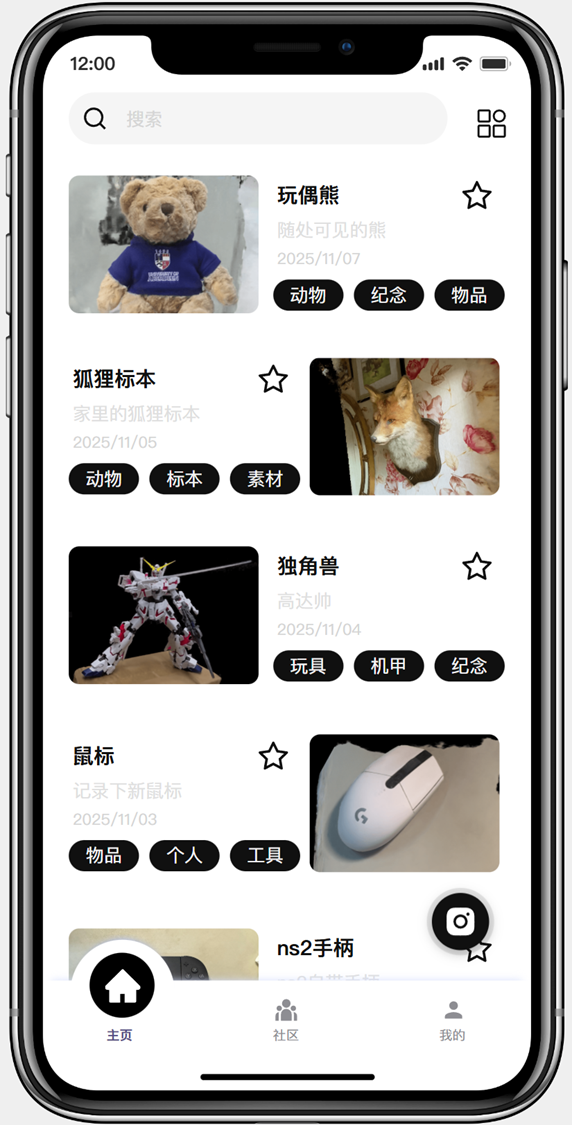 12:00
搜索
玩偶熊
随处可见的熊
2025/11/07
动物 纪念 物品
狐狸标本
家里的狐狸标本
2025/11/05
动物 标本 素材
独角兽
高达帅
2025/11/04
玩具 机甲 纪念
鼠标
记录下新鼠标
2025/11/03
物品 个人 工具
ns2手柄
主页 社区 我的